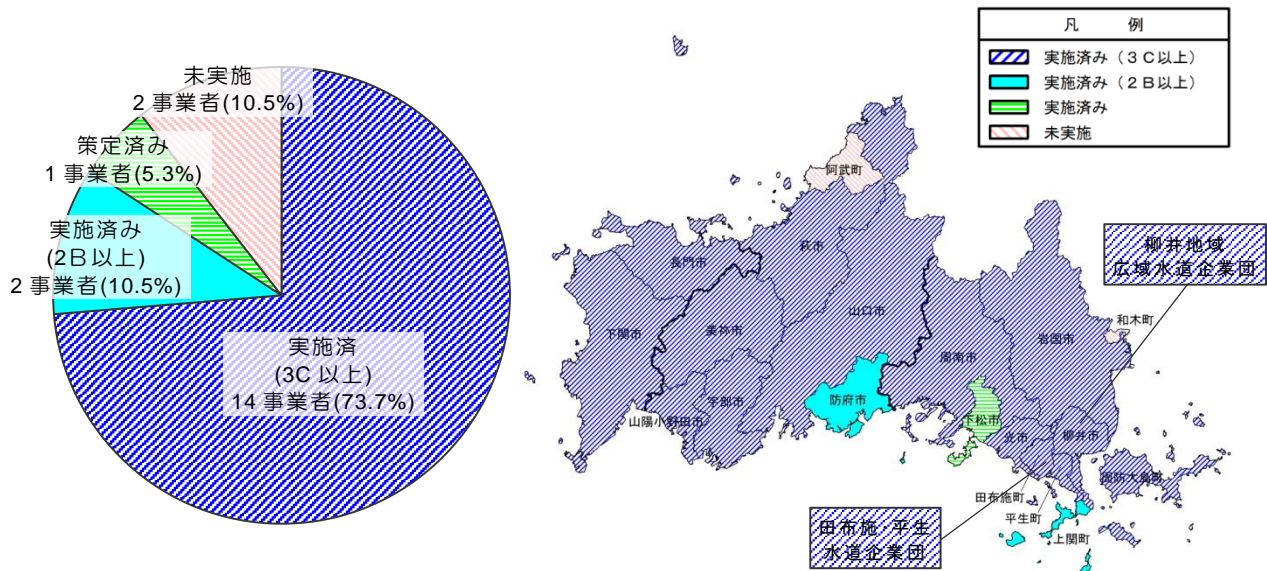 未実施
2 事業者(10.5%)
策定済み
1 事業者(5.3%)
実施済み
(2B 以上)
2 事業者(10.5%)
実施済
(3C 以上)
14 事業者(73.7%)
凡 例
実施済み（３Ｃ以上）
実施済み（２Ｂ以上）
実施済み
未実施
阿武町
萩市
長門市
下関市
美祢市
山口市
宇部市
山陽小野田市
防府市
周南市
岩国市
和木町
下松市
光市
柳井市
周防大島町
田布施町
平生町
上関町
柳井地域
広域水道企業団
田布施・平生
水道企業団